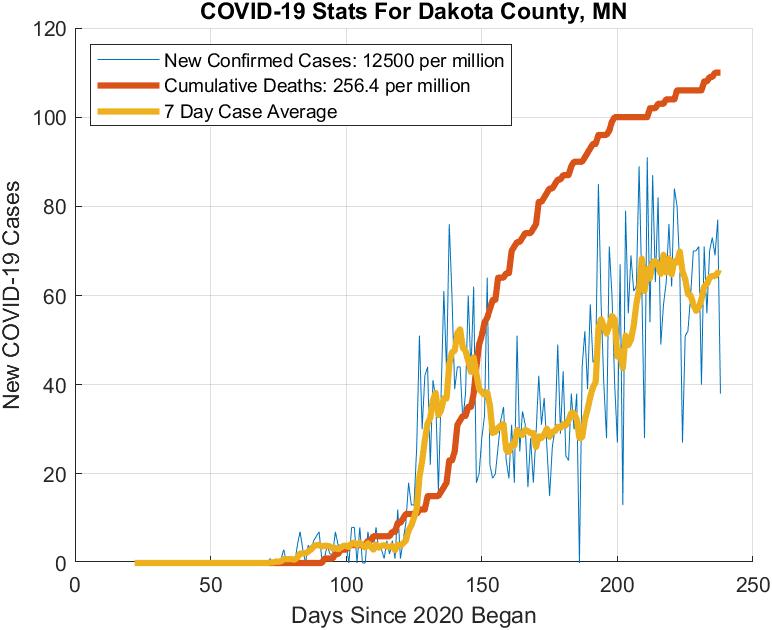 COVID-19 Stats For Dakota County, MN
New Confirmed Cases: 12500 per million
Cumulative Deaths: 256.4 per million
7 Day Case Average
120
100
80
60
40
20
0
New COVID-19 Cases
0 50 100 150 200 250
Days Since 2020 Began